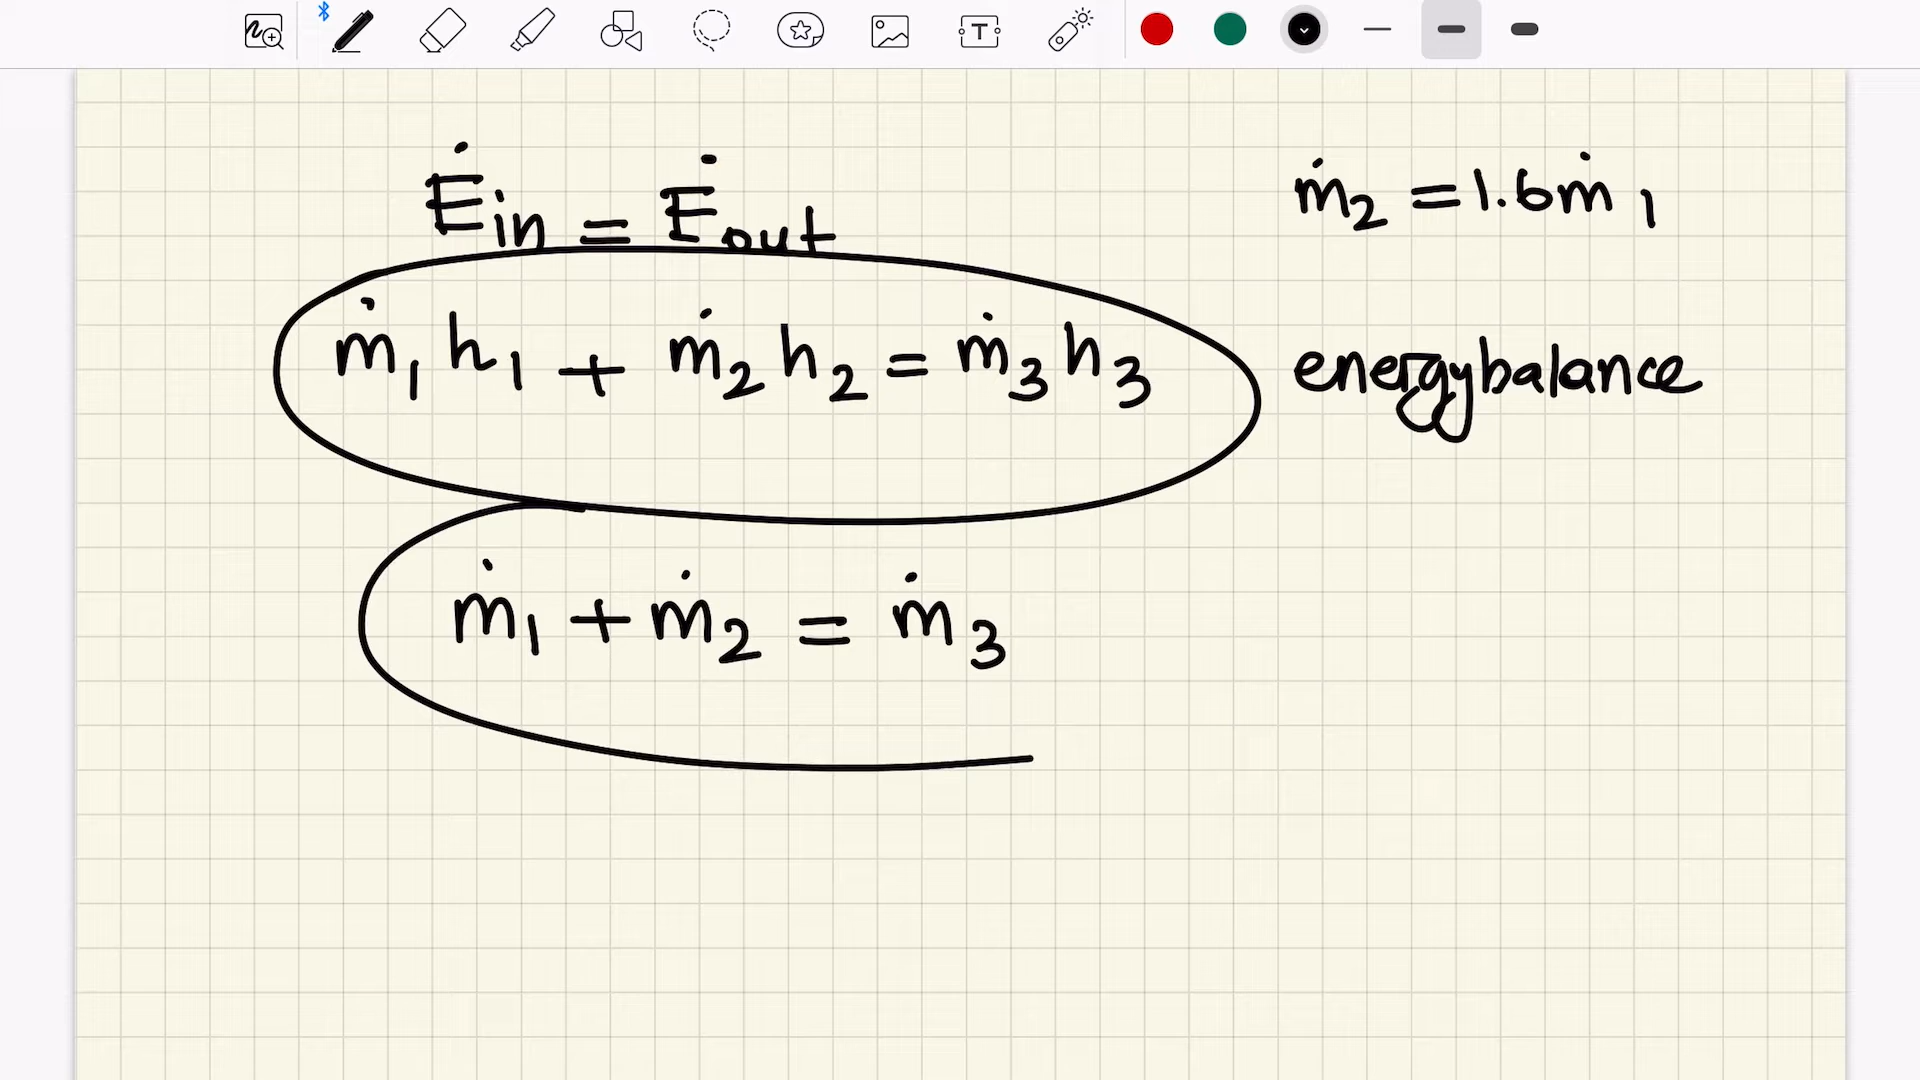 Ėin = Ėout
ṁ2 = 1.6ṁ1
ṁ1h1 + ṁ2h2 = ṁ3h3
energybalance
ṁ1 + ṁ2 = ṁ3